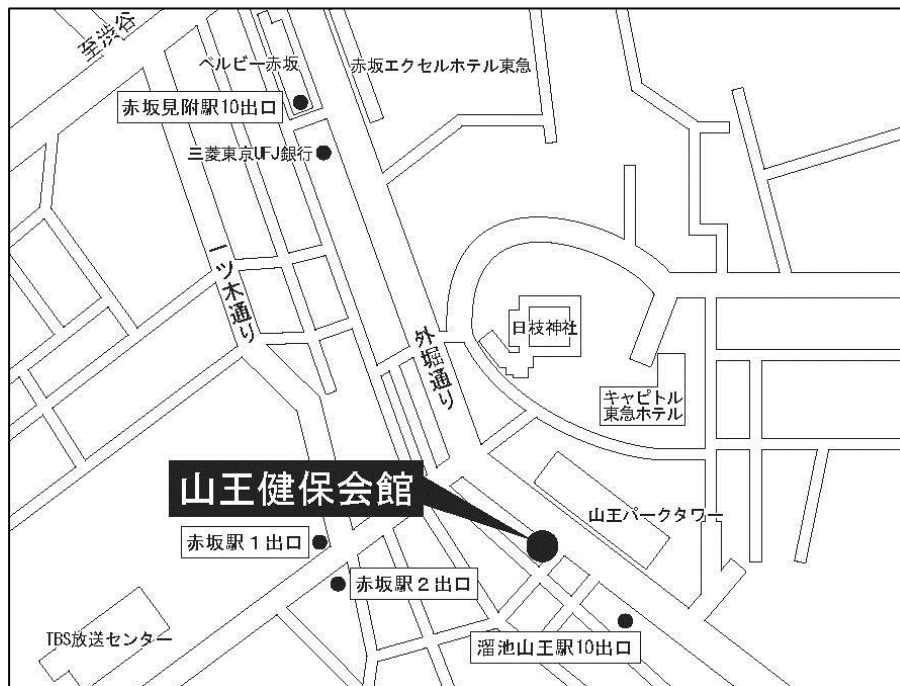 至渋谷
ベルビー赤坂
赤坂エクセルホテル東急
赤坂見附駅10出口
三菱東京UFJ銀行
一ツ木通り
外堀通り
日枝神社
キャピトル
東急ホテル
山王健保会館
山王パークタワー
赤坂駅1出口
赤坂駅2出口
TBS放送センター
溜池山王駅10出口